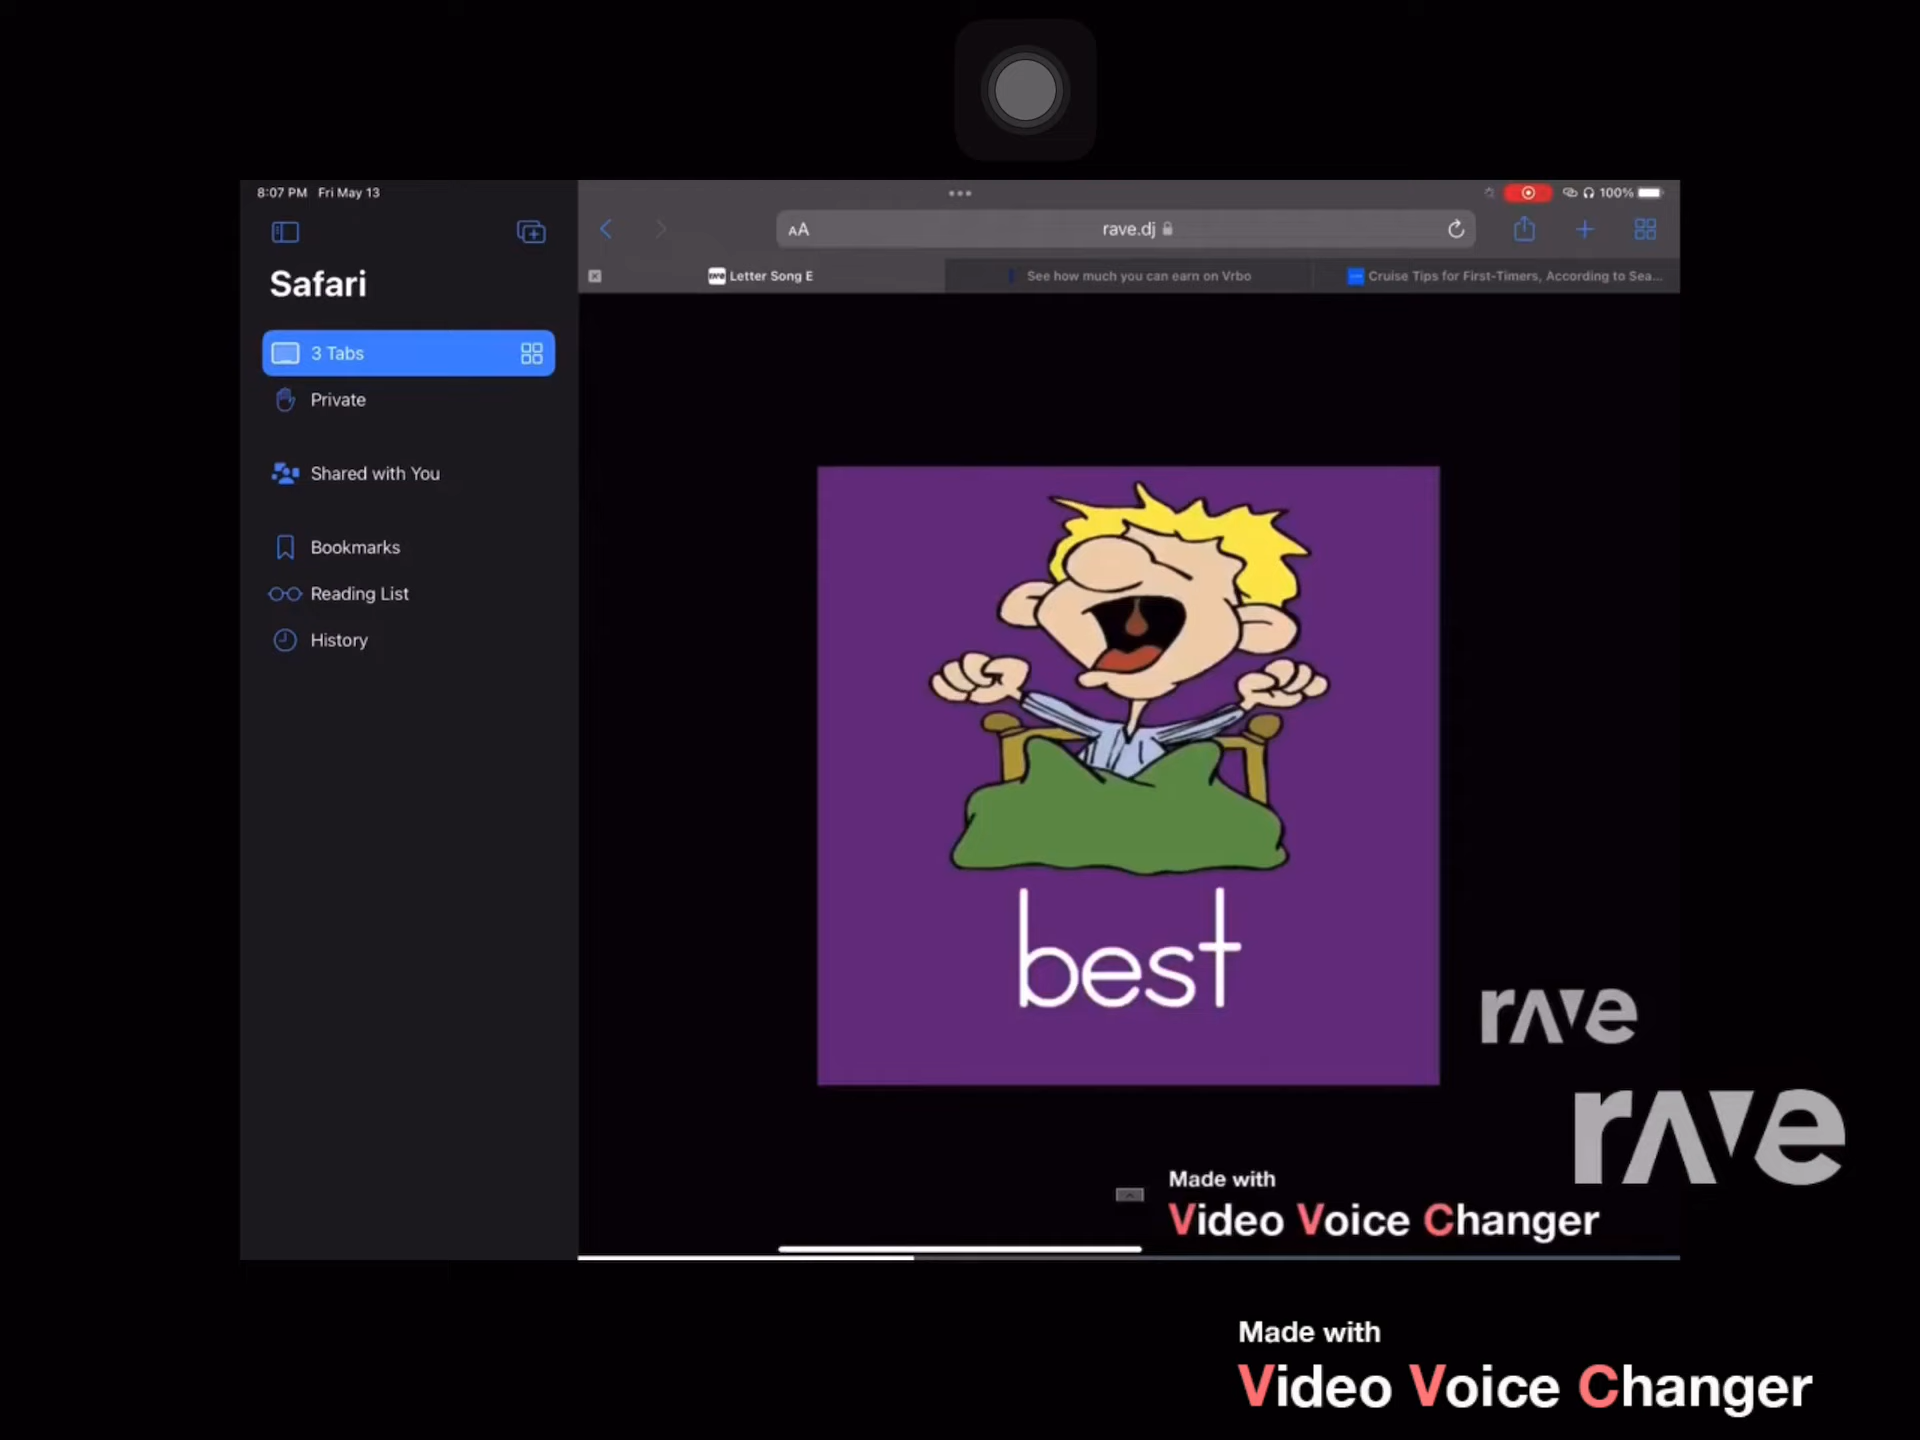 8:07 PM Fri May 13
100%
Safari
AA
rave.dj
Letter Song E
See how much you can earn on Vrbo
Cruise Tips for First-Timers, According to Sea...
3 Tabs
Private
Shared with You
Bookmarks
Reading List
History
best
rave
rave
Made with
Video Voice Changer
Made with
Video Voice Changer